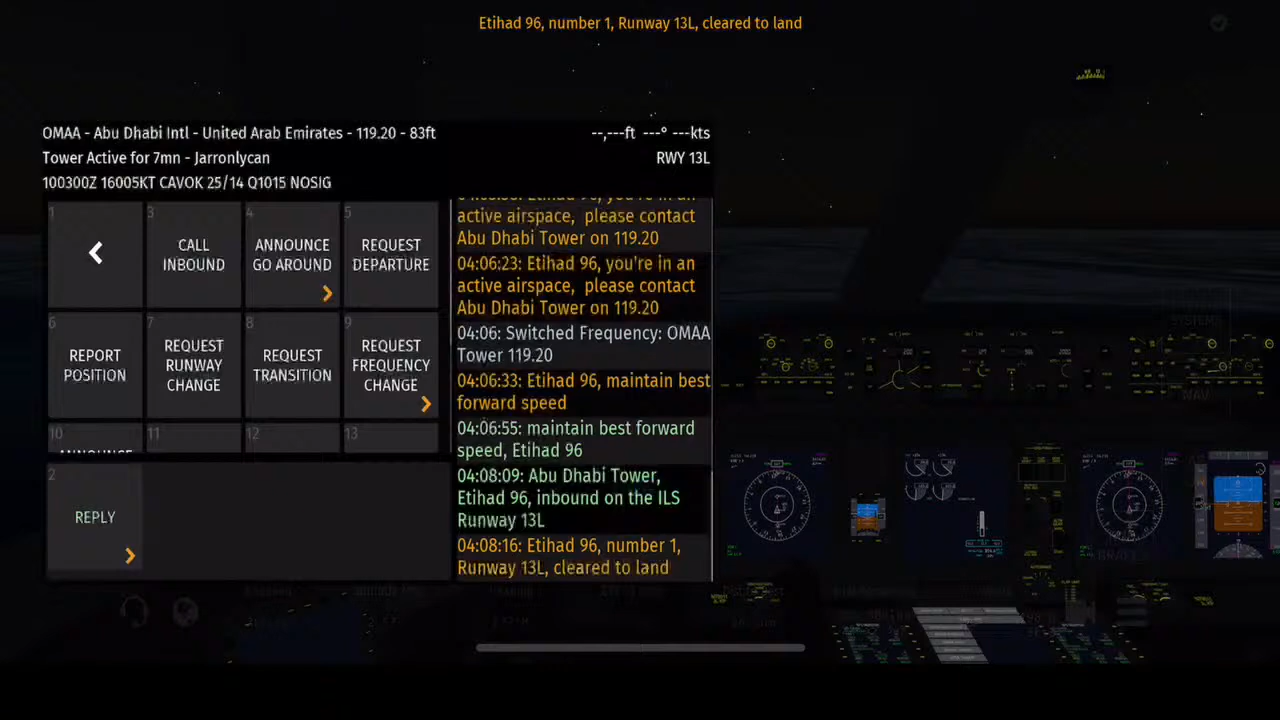 Etihad 96, number 1, Runway 13L, cleared to land
OMAA - Abu Dhabi Intl - United Arab Emirates - 119.20 - 83ft
--,---ft ---° ---kts
Tower Active for 7mn - Jarronlycan
RWY 13L
100300Z 16005KT CAVOK 25/14 Q1015 NOSIG
1
3
CALL
INBOUND
4
ANNOUNCE
GO AROUND
5
REQUEST
DEPARTURE
6
REPORT
POSITION
7
REQUEST
RUNWAY
CHANGE
8
REQUEST
TRANSITION
9
REQUEST
FREQUENCY
CHANGE
10
ANNOUNCE
11
12
13
2
REPLY
Etihad 96, you're in an
active airspace, please contact
Abu Dhabi Tower on 119.20
04:06:23: Etihad 96, you're in an
active airspace, please contact
Abu Dhabi Tower on 119.20
04:06: Switched Frequency: OMAA
Tower 119.20
04:06:33: Etihad 96, maintain best
forward speed
04:06:55: maintain best forward
speed, Etihad 96
04:08:09: Abu Dhabi Tower,
Etihad 96, inbound on the ILS
Runway 13L
04:08:16: Etihad 96, number 1,
Runway 13L, cleared to land
SYSTEMS
NAV